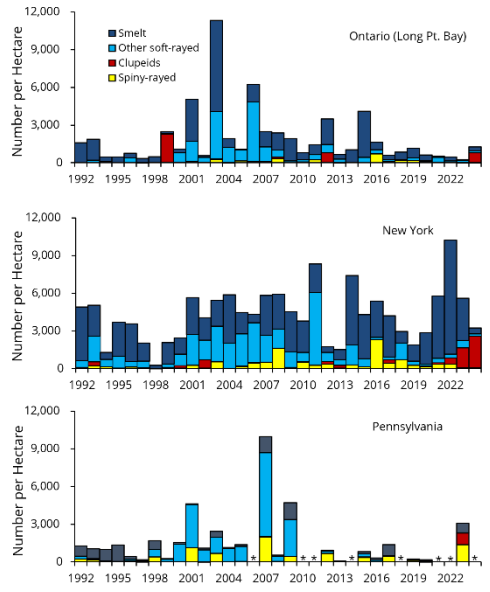 12,000
Smelt
Other soft-rayed
Clupeids
Spiny-rayed
Ontario (Long Pt. Bay)
Number per Hectare
9,000
6,000
3,000
0
1992 1995 1998 2001 2004 2007 2010 2013 2016 2019 2022
12,000
New York
Number per Hectare
9,000
6,000
3,000
0
1992 1995 1998 2001 2004 2007 2010 2013 2016 2019 2022
12,000
Pennsylvania
Number per Hectare
9,000
6,000
3,000
0
* * * * * * * *
1992 1995 1998 2001 2004 2007 2010 2013 2016 2019 2022